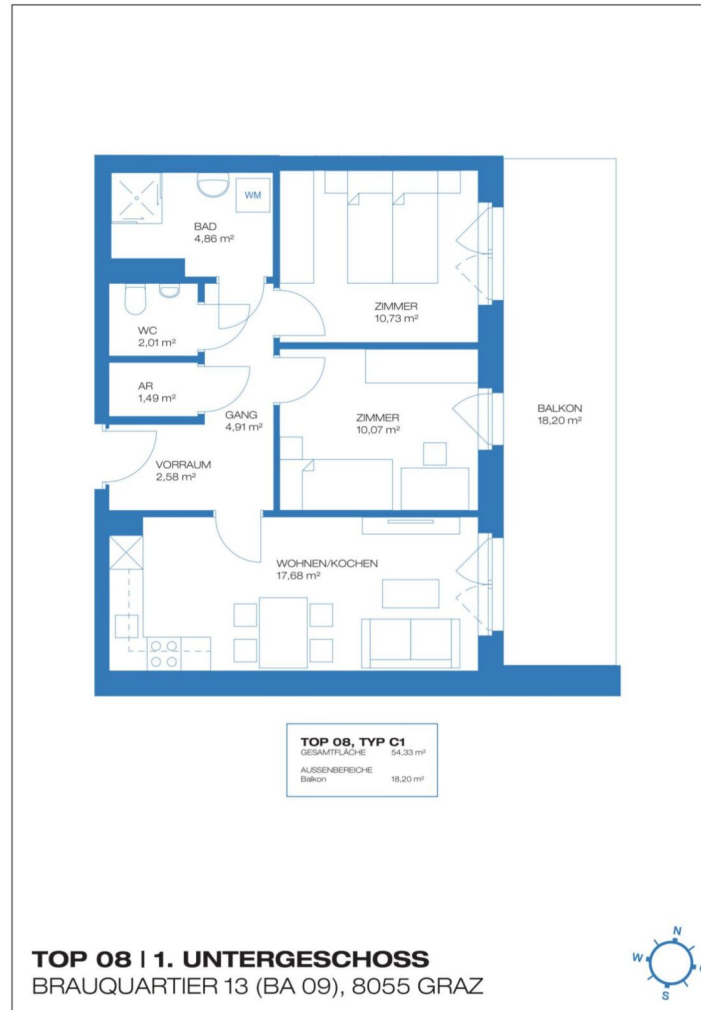 WM
BAD
4,86 m²
ZIMMER
10,73 m²
WC
2,01 m²
AR
1,49 m²
GANG
4,91 m²
ZIMMER
10,07 m²
BALKON
18,20 m²
VORRAUM
2,58 m²
WOHNEN/KOCHEN
17,68 m²
TOP 08, TYP C1
GESAMTFLÄCHE 54,33 m²
AUSSENBEREICHE
Balkon 18,20 m²
TOP 08 | 1. UNTERGESCHOSS
BRAUQUARTIER 13 (BA 09), 8055 GRAZ
N
W
S